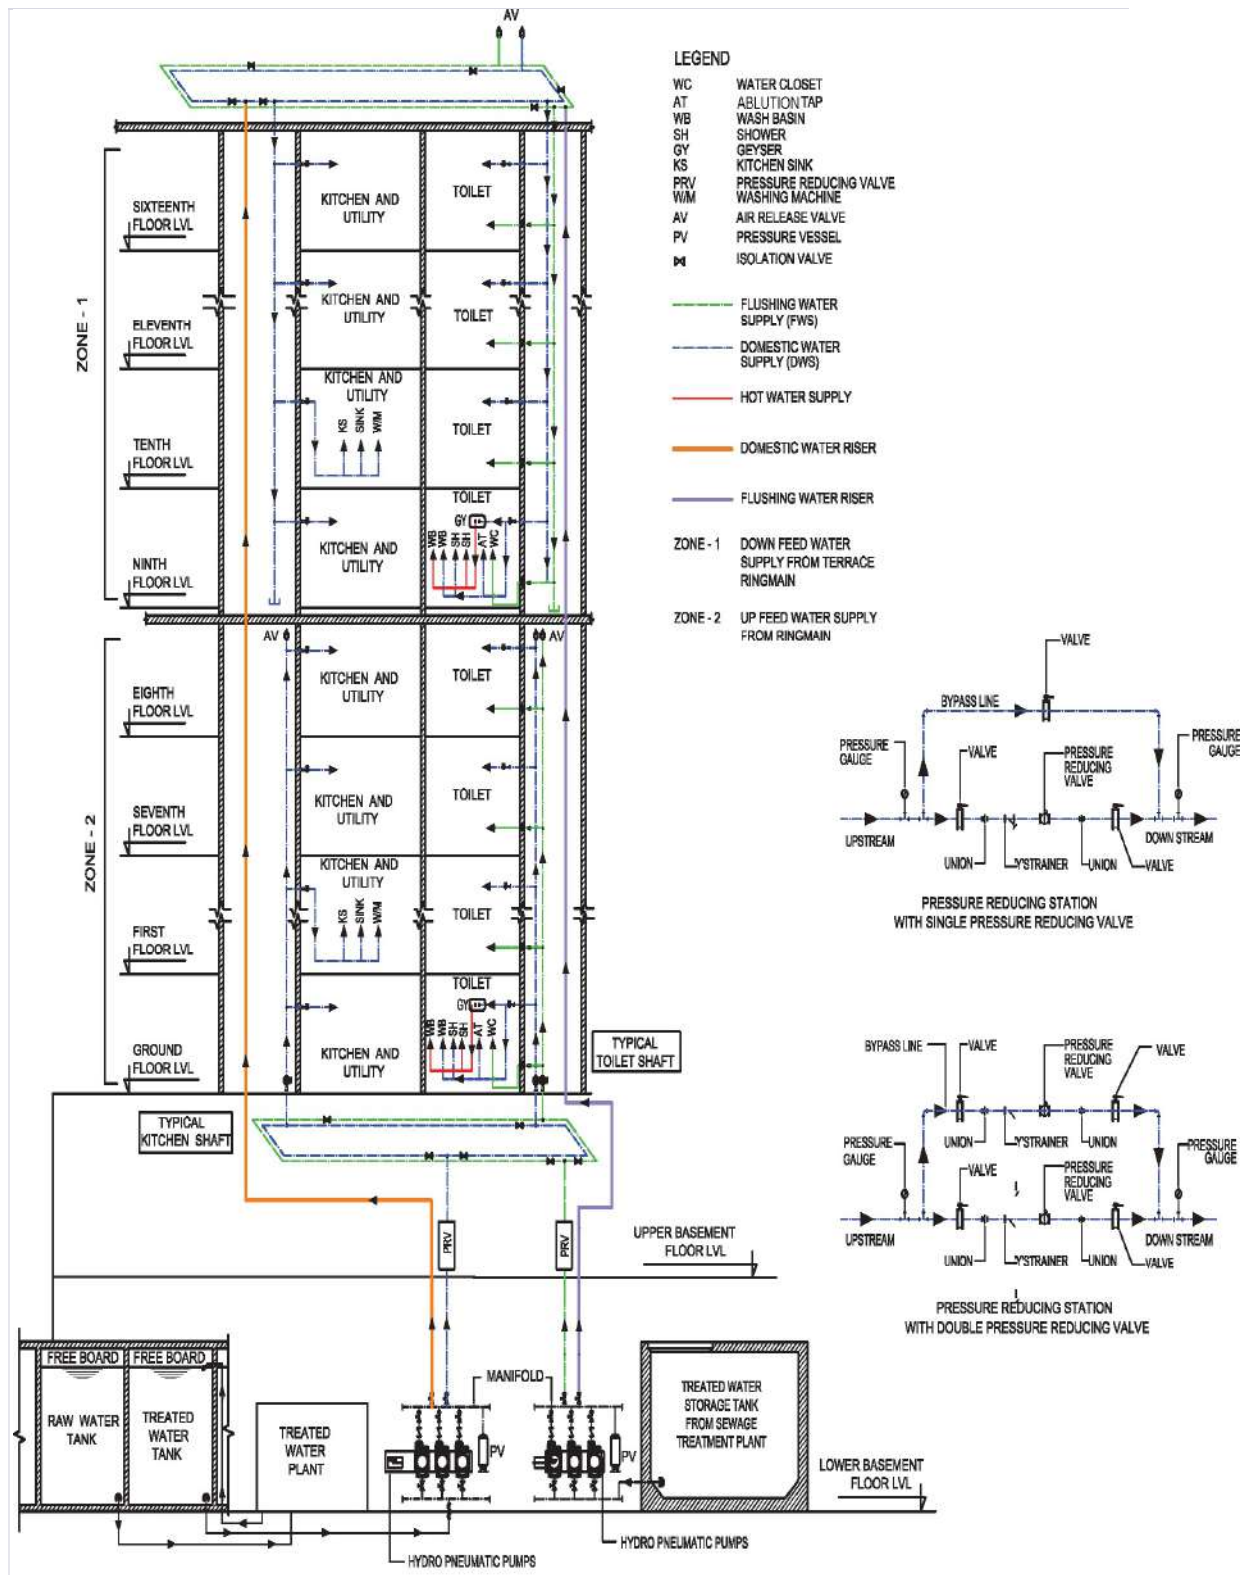 AV
LEGEND
WC WATER CLOSET
AT ABLUTION TAP
WB WASH BASIN
SH SHOWER
GY GEYSER
KS KITCHEN SINK
PRV PRESSURE REDUCING VALVE
W/M WASHING MACHINE
AV AIR RELEASE VALVE
PV PRESSURE VESSEL
ISOLATION VALVE
FLUSHING WATER
SUPPLY (FWS)
DOMESTIC WATER
SUPPLY (DWS)
HOT WATER SUPPLY
DOMESTIC WATER RISER
FLUSHING WATER RISER
ZONE - 1 DOWN FEED WATER
SUPPLY FROM TERRACE
RINGMAIN
ZONE - 2 UP FEED WATER SUPPLY
FROM RINGMAIN
ZONE - 1
SIXTEENTH
FLOOR LVL
KITCHEN AND
UTILITY
TOILET
ELEVENTH
FLOOR LVL
KITCHEN AND
UTILITY
TOILET
TENTH
FLOOR LVL
KITCHEN AND
UTILITY
KS
SINK
W/M
TOILET
NINTH
FLOOR LVL
KITCHEN AND
UTILITY
TOILET
GY
WB
WB
SH
SH
AT
WC
ZONE - 2
AV
AV
EIGHTH
FLOOR LVL
KITCHEN AND
UTILITY
TOILET
SEVENTH
FLOOR LVL
KITCHEN AND
UTILITY
TOILET
FIRST
FLOOR LVL
KITCHEN AND
UTILITY
KS
SINK
W/M
TOILET
GROUND
FLOOR LVL
KITCHEN AND
UTILITY
TOILET
GY
WB
WB
SH
SH
AT
WC
TYPICAL
TOILET SHAFT
TYPICAL
KITCHEN SHAFT
PRV
PRV
UPPER BASEMENT
FLOOR LVL
FREE BOARD
FREE BOARD
RAW WATER
TANK
TREATED
WATER
TANK
TREATED
WATER
PLANT
MANIFOLD
PV
PV
TREATED WATER
STORAGE TANK
FROM SEWAGE
TREATMENT PLANT
LOWER BASEMENT
FLOOR LVL
HYDRO PNEUMATIC PUMPS
HYDRO PNEUMATIC PUMPS
VALVE
BYPASS LINE
PRESSURE
GAUGE
VALVE
PRESSURE
REDUCING
VALVE
PRESSURE
GAUGE
UPSTREAM
DOWN STREAM
UNION
'Y'STRAINER
UNION
VALVE
PRESSURE REDUCING STATION
WITH SINGLE PRESSURE REDUCING VALVE
BYPASS LINE
VALVE
PRESSURE
REDUCING
VALVE
VALVE
UNION
'Y'STRAINER
UNION
PRESSURE
GAUGE
VALVE
PRESSURE
REDUCING
VALVE
PRESSURE
GAUGE
UPSTREAM
DOWN STREAM
UNION
'Y'STRAINER
UNION
VALVE
PRESSURE REDUCING STATION
WITH DOUBLE PRESSURE REDUCING VALVE